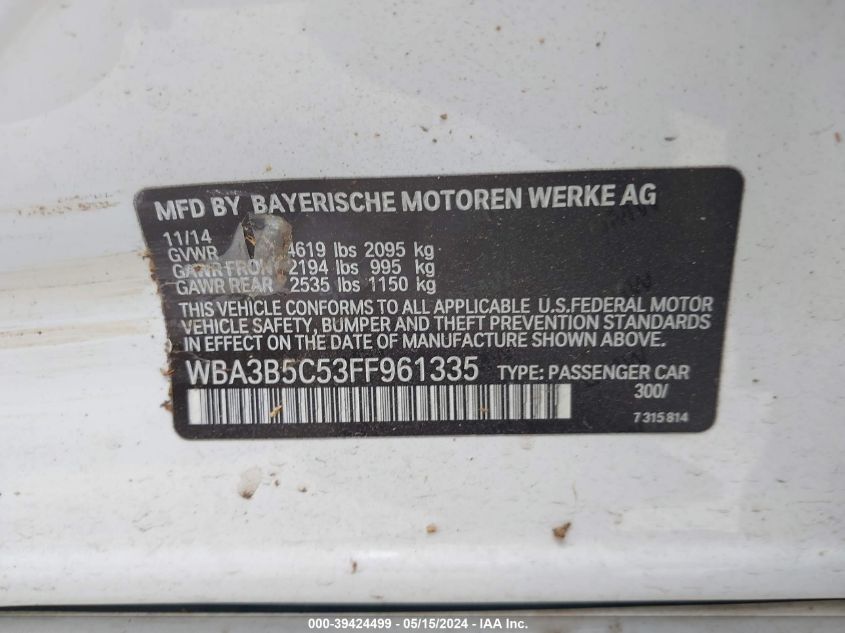 MFD BY BAYERISCHE MOTOREN WERKE AG
11/14
GVWR 4619 lbs 2095 kg
GAWR FRONT 2194 lbs 995 kg
GAWR REAR 2535 lbs 1150 kg
THIS VEHICLE CONFORMS TO ALL APPLICABLE U.S.FEDERAL MOTOR
VEHICLE SAFETY, BUMPER AND THEFT PREVENTION STANDARDS
IN EFFECT ON THE DATE OF MANUFACTURE SHOWN ABOVE.
WBA3B5C53FF961335 TYPE: PASSENGER CAR
300/
7 315 814
000-39424499 - 05/15/2024 - IAA Inc.